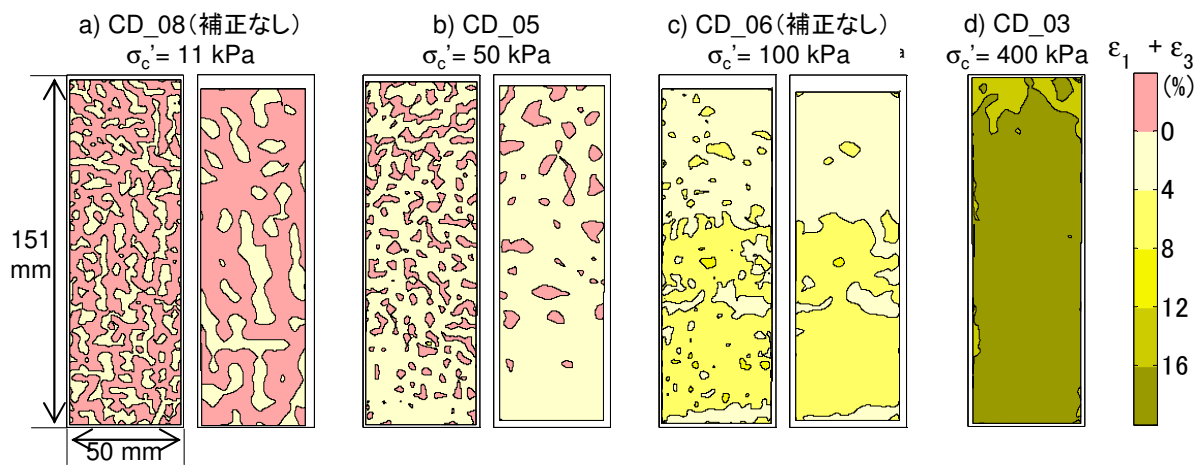 a) CD_08（補正なし）
σc'= 11 kPa
b) CD_05
σc'= 50 kPa
c) CD_06（補正なし）
σc'= 100 kPa
d) CD_03
σc'= 400 kPa
ε1 + ε3
(%)
0
4
8
12
16
151
mm
50 mm